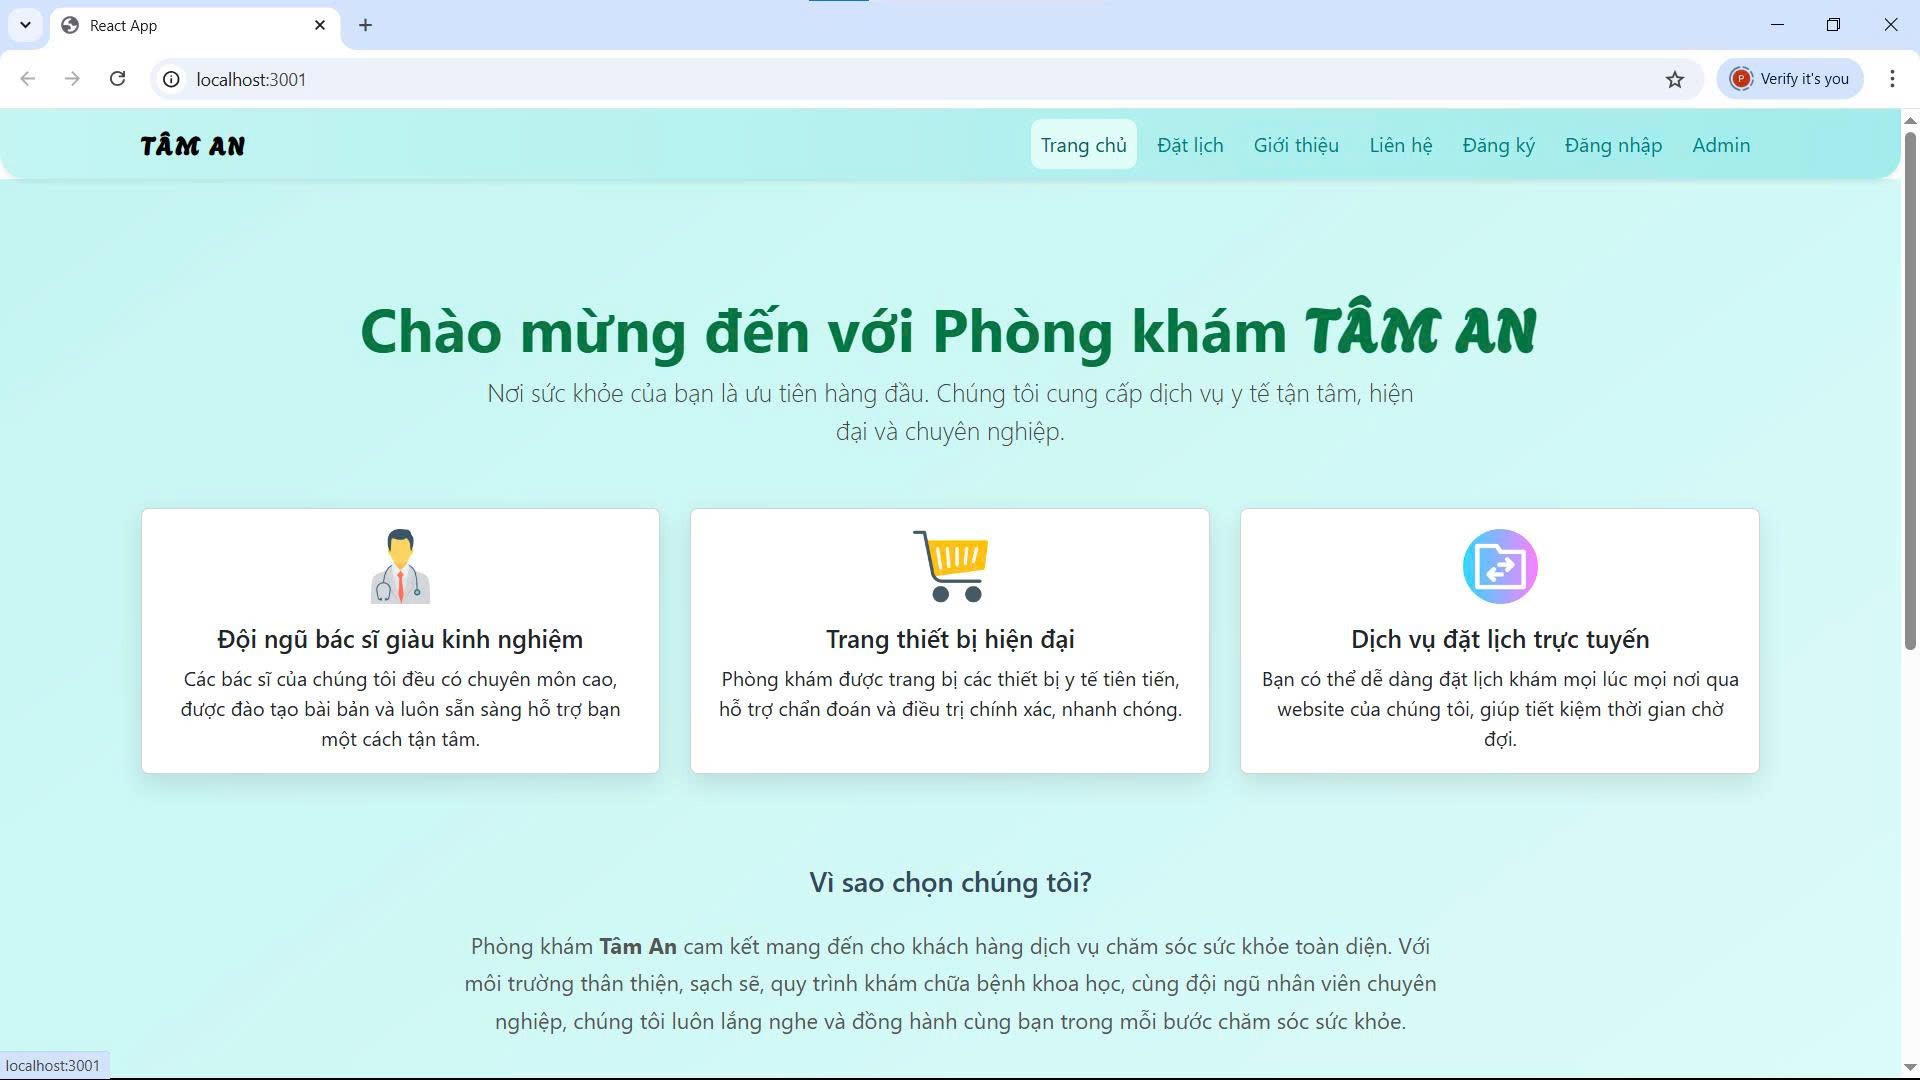 React App
localhost:3001
P
Verify it's you
TÂM AN
Trang chủ
Đặt lịch
Giới thiệu
Liên hệ
Đăng ký
Đăng nhập
Admin
Chào mừng đến với Phòng khám TÂM AN
Nơi sức khỏe của bạn là ưu tiên hàng đầu. Chúng tôi cung cấp dịch vụ y tế tận tâm, hiện
đại và chuyên nghiệp.
Đội ngũ bác sĩ giàu kinh nghiệm
Các bác sĩ của chúng tôi đều có chuyên môn cao,
được đào tạo bài bản và luôn sẵn sàng hỗ trợ bạn
một cách tận tâm.
Trang thiết bị hiện đại
Phòng khám được trang bị các thiết bị y tế tiên tiến,
hỗ trợ chẩn đoán và điều trị chính xác, nhanh chóng.
Dịch vụ đặt lịch trực tuyến
Bạn có thể dễ dàng đặt lịch khám mọi lúc mọi nơi qua
website của chúng tôi, giúp tiết kiệm thời gian chờ
đợi.
Vì sao chọn chúng tôi?
Phòng khám Tâm An cam kết mang đến cho khách hàng dịch vụ chăm sóc sức khỏe toàn diện. Với
môi trường thân thiện, sạch sẽ, quy trình khám chữa bệnh khoa học, cùng đội ngũ nhân viên chuyên
nghiệp, chúng tôi luôn lắng nghe và đồng hành cùng bạn trong mỗi bước chăm sóc sức khỏe.
localhost:3001